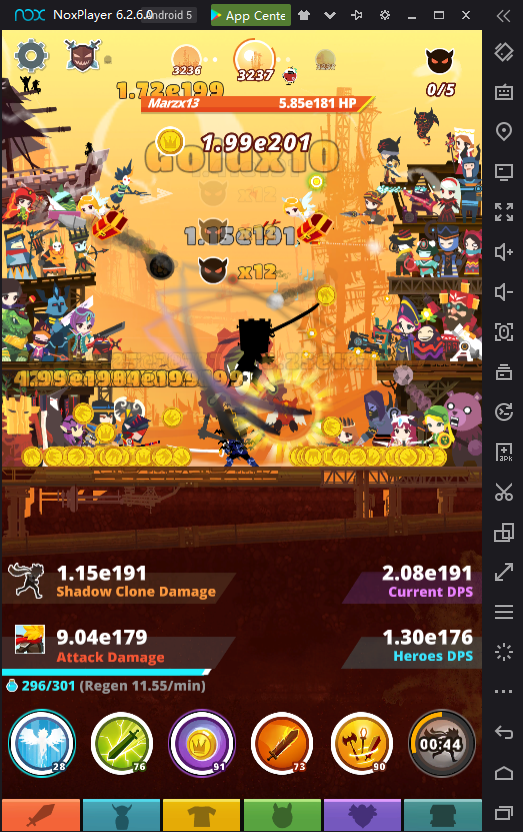 nox NoxPlayer 6.2.6.0 Android 5 App Cente
3236 3237
1.72e199
Marzx13 5.85e181 HP
0/5
1.99e201
Goldx10
x12
1.15e191
x12
1.15e191
Shadow Clone Damage
2.08e191
Current DPS
9.04e179
Attack Damage
1.30e176
Heroes DPS
296/301 (Regen 11.55/min)
28 76 91 73 90 00:44